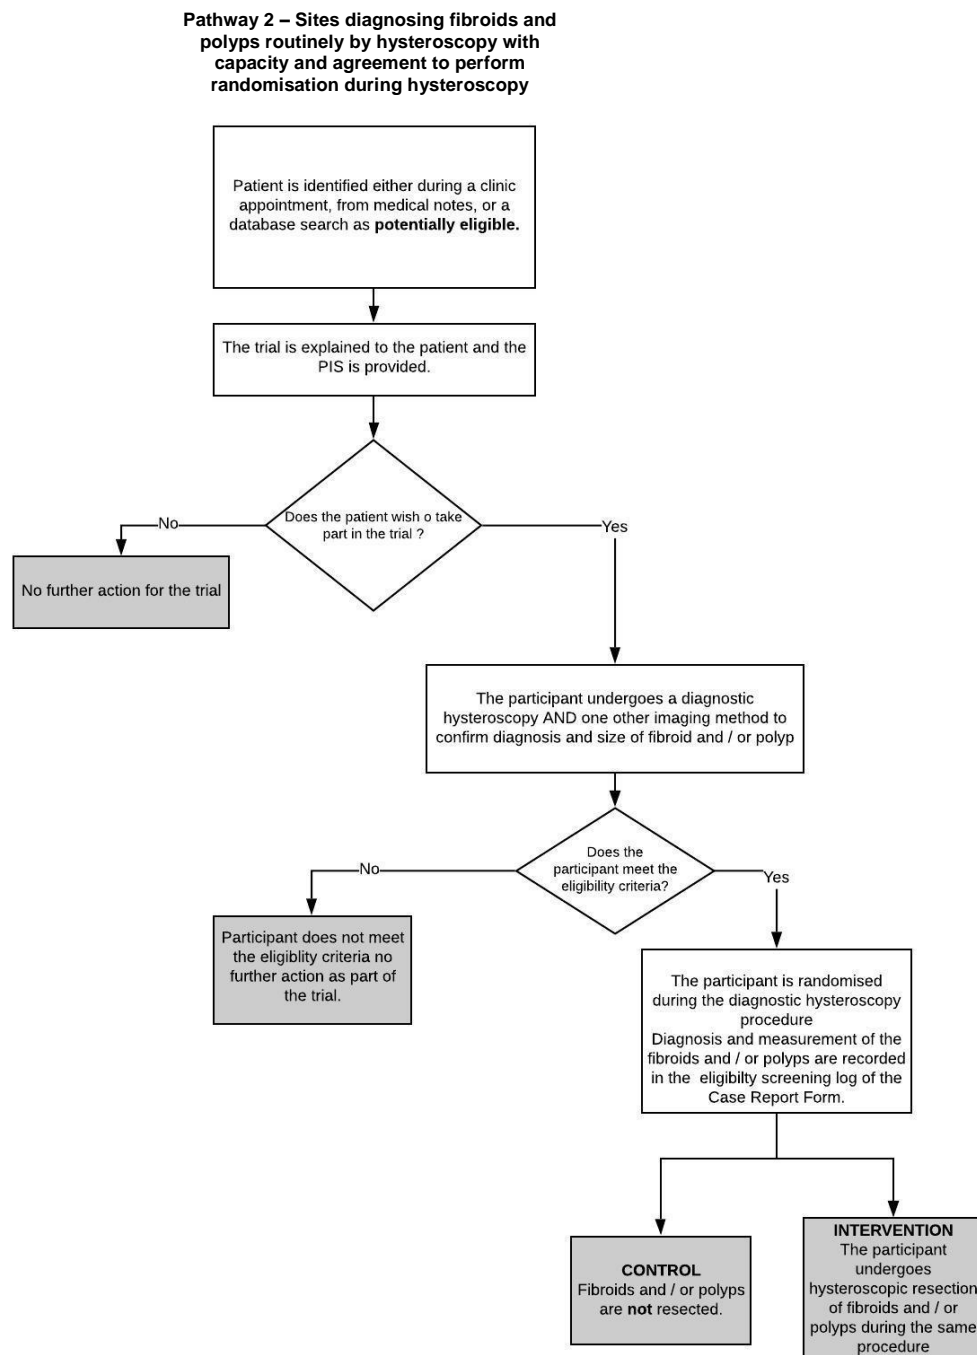 Pathway 2 – Sites diagnosing fibroids and
polyps routinely by hysteroscopy with
capacity and agreement to perform
randomisation during hysteroscopy
Patient is identified either during a clinic
appointment, from medical notes, or a
database search as potentially eligible.
The trial is explained to the patient and the
PIS is provided.
Does the patient wish o take
part in the trial ?
No
Yes
No further action for the trial
The participant undergoes a diagnostic
hysteroscopy AND one other imaging method to
confirm diagnosis and size of fibroid and / or polyp
Does the
participant meet the
eligibility criteria?
No
Yes
Participant does not meet
the eligiblity criteria no
further action as part of
the trial.
The participant is randomised
during the diagnostic hysteroscopy
procedure
Diagnosis and measurement of the
fibroids and / or polyps are recorded
in the eligibilty screening log of the
Case Report Form.
CONTROL
Fibroids and / or polyps
are not resected.
INTERVENTION
The participant
undergoes
hysteroscopic resection
of fibroids and / or
polyps during the same
procedure